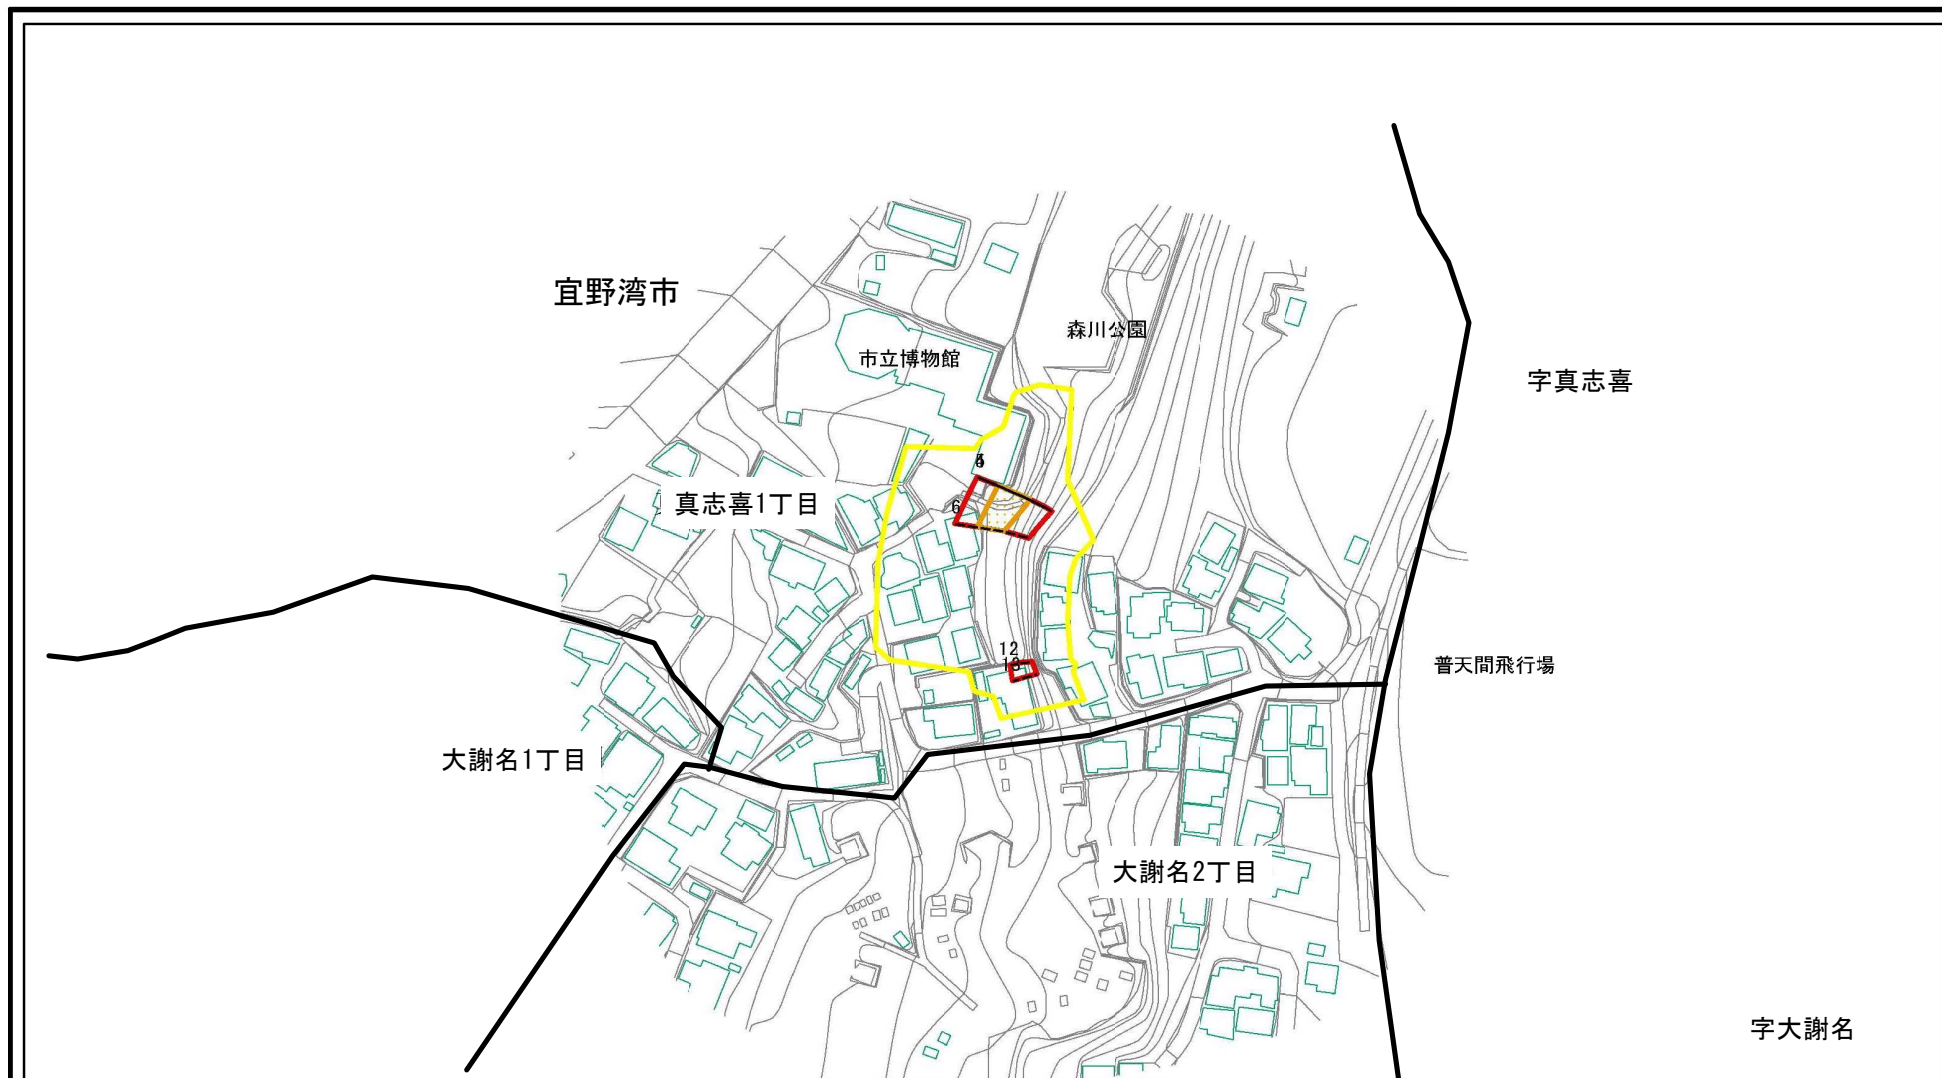 宜野湾市
森川公園
市立博物館
字真志喜
真志喜1丁目
6
12
普天間飛行場
大謝名1丁目
大謝名2丁目
字大謝名